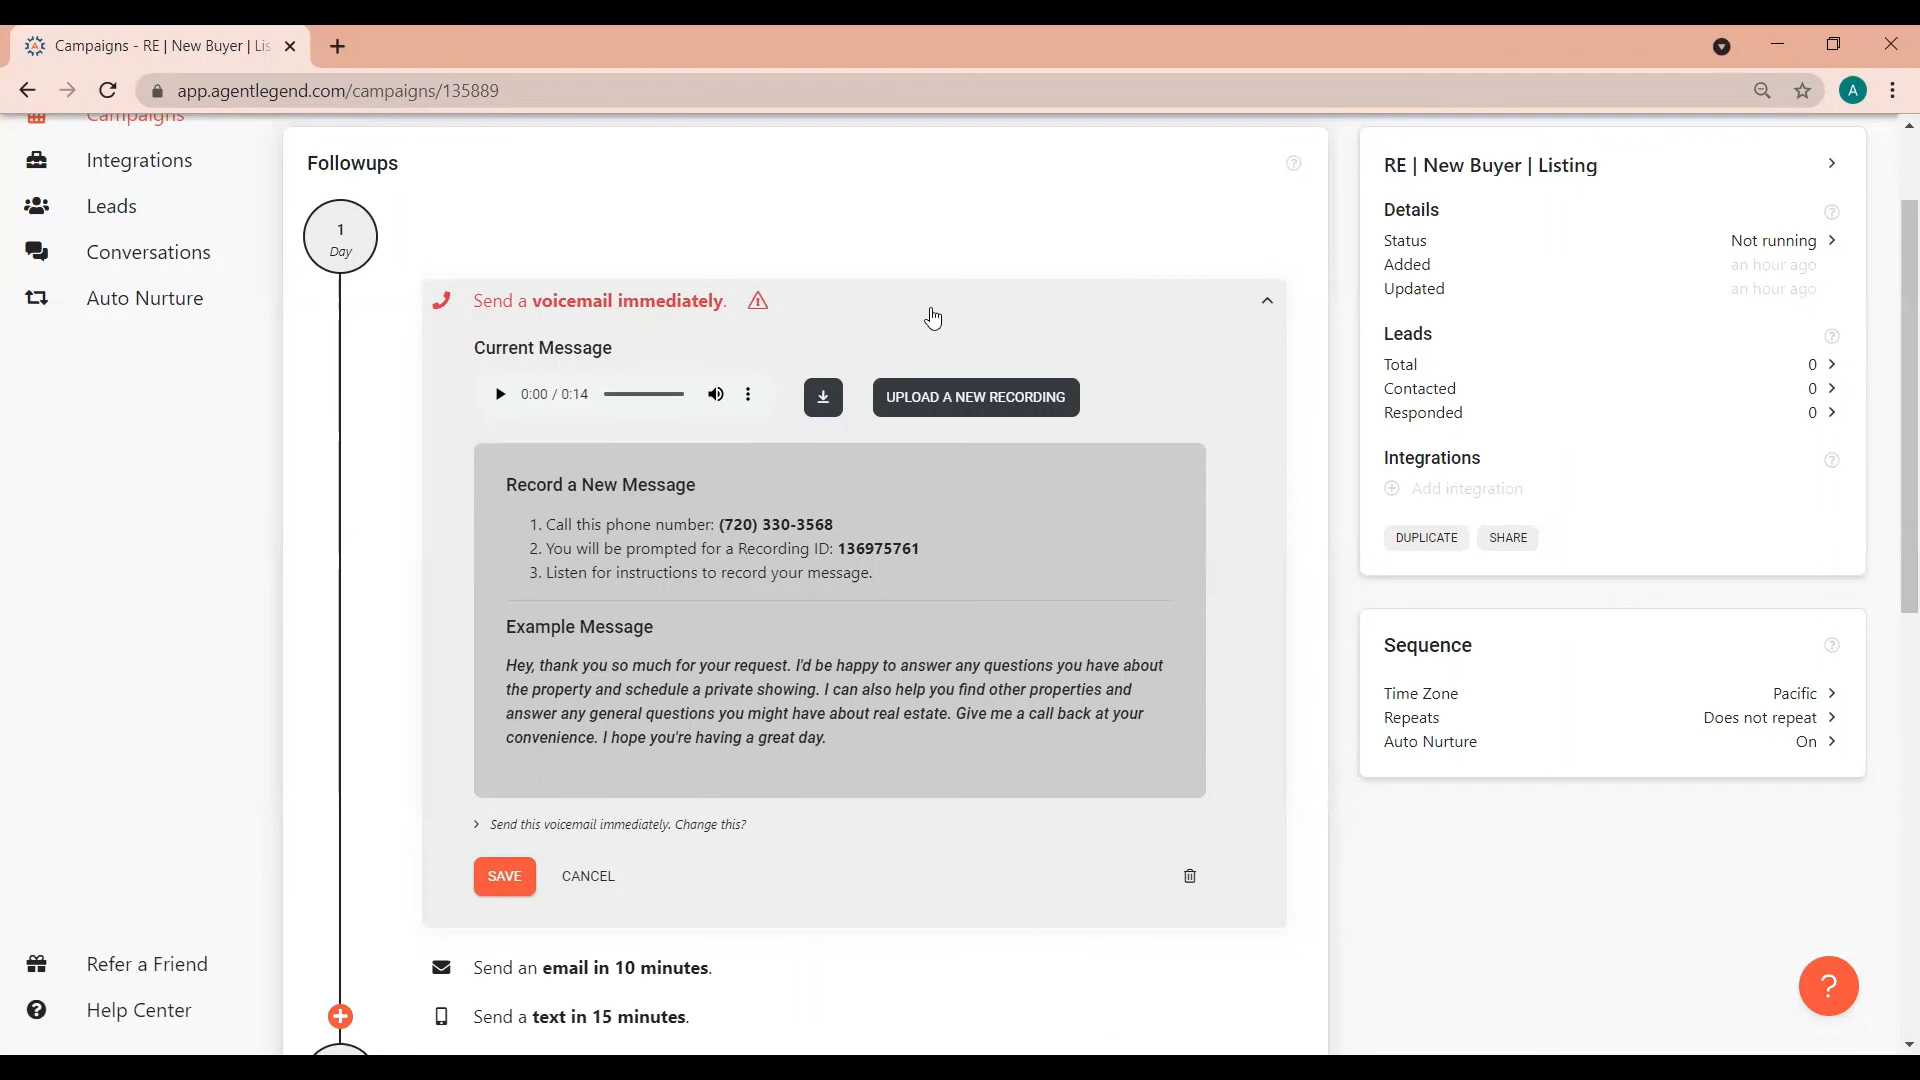 Campaigns - RE | New Buyer | Lis
app.agentlegend.com/campaigns/135889
A
Campaigns
Integrations
Leads
Conversations
Auto Nurture
Refer a Friend
Help Center
Followups
?
1
Day
Send a voicemail immediately.
Current Message
0:00 / 0:14
UPLOAD A NEW RECORDING
Record a New Message
1. Call this phone number: (720) 330-3568
2. You will be prompted for a Recording ID: 136975761
3. Listen for instructions to record your message.
Example Message
Hey, thank you so much for your request. I'd be happy to answer any questions you have about
the property and schedule a private showing. I can also help you find other properties and
answer any general questions you might have about real estate. Give me a call back at your
convenience. I hope you're having a great day.
> Send this voicemail immediately. Change this?
SAVE CANCEL
Send an email in 10 minutes.
Send a text in 15 minutes.
RE | New Buyer | Listing
Details ?
Status Not running
Added an hour ago
Updated an hour ago
Leads ?
Total 0
Contacted 0
Responded 0
Integrations ?
Add integration
DUPLICATE SHARE
Sequence ?
Time Zone Pacific
Repeats Does not repeat
Auto Nurture On
?